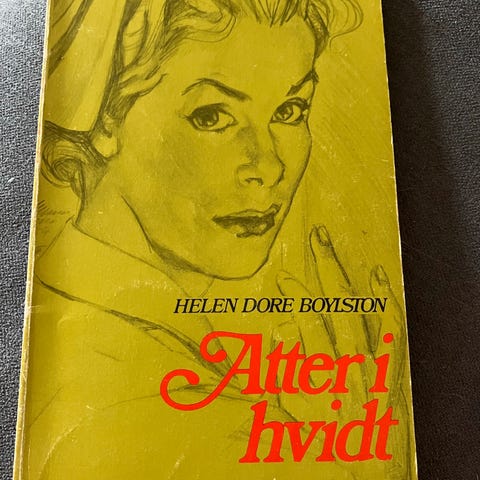 HELEN DORE BOYLSTON
Atter i
hvidt